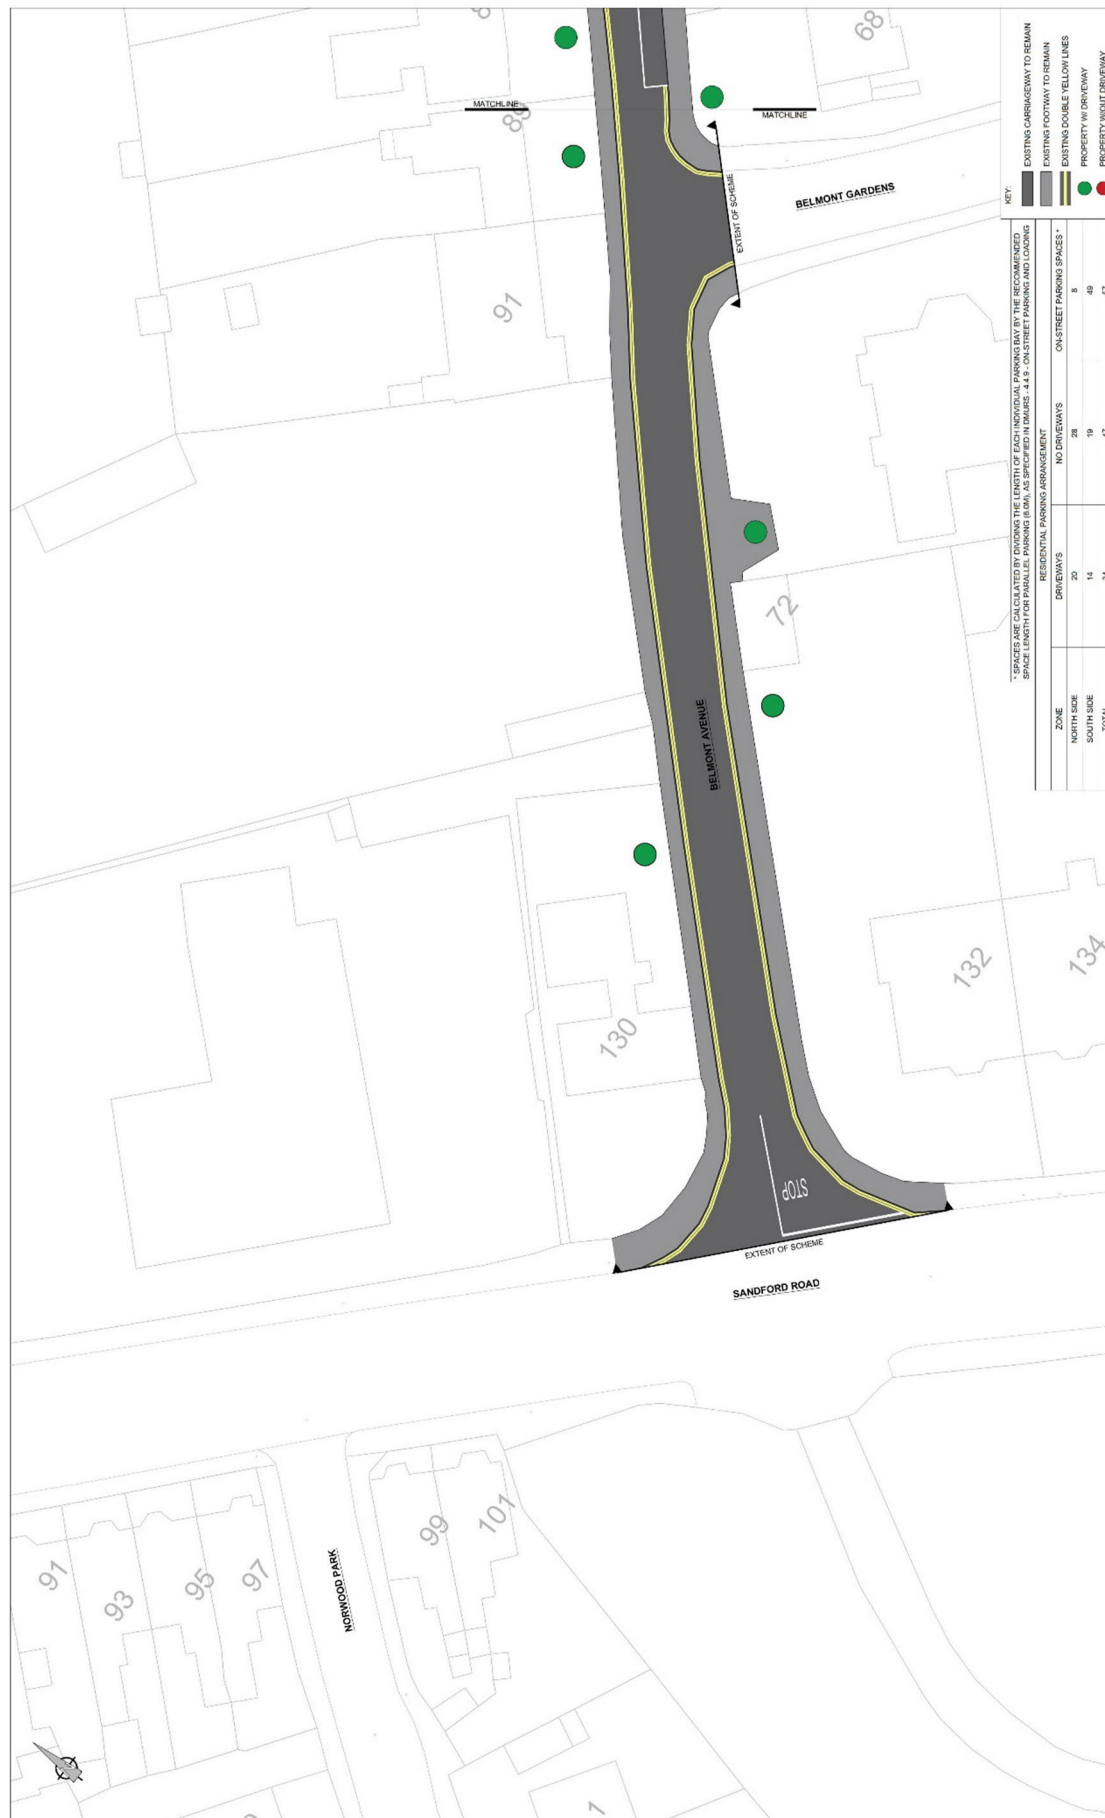 68
MATCHLINE
MATCHLINE
89
EXTENT OF SCHEME
BELMONT GARDENS
91
72
BELMONT AVENUE
130
132
134
STOP
EXTENT OF SCHEME
SANDFORD ROAD
91
93
95
97
NORWOOD PARK
99
101
1
KEY:
EXISTING CARRIAGEWAY TO REMAIN
EXISTING FOOTWAY TO REMAIN
EXISTING DOUBLE YELLOW LINES
PROPERTY W/ DRIVEWAY
PROPERTY W/OUT DRIVEWAY
* SPACES ARE CALCULATED BY DIVIDING THE LENGTH OF EACH INDIVIDUAL PARKING BAY BY THE RECOMMENDED
SPACE LENGTH FOR PARALLEL PARKING (6.0M), AS SPECIFIED IN DMURS - 4.4.9 - ON-STREET PARKING AND LOADING
RESIDENTIAL PARKING ARRANGEMENT
ZONE DRIVEWAYS NO DRIVEWAYS ON-STREET PARKING SPACES *
NORTH SIDE 20 28 8
SOUTH SIDE 14 19 49